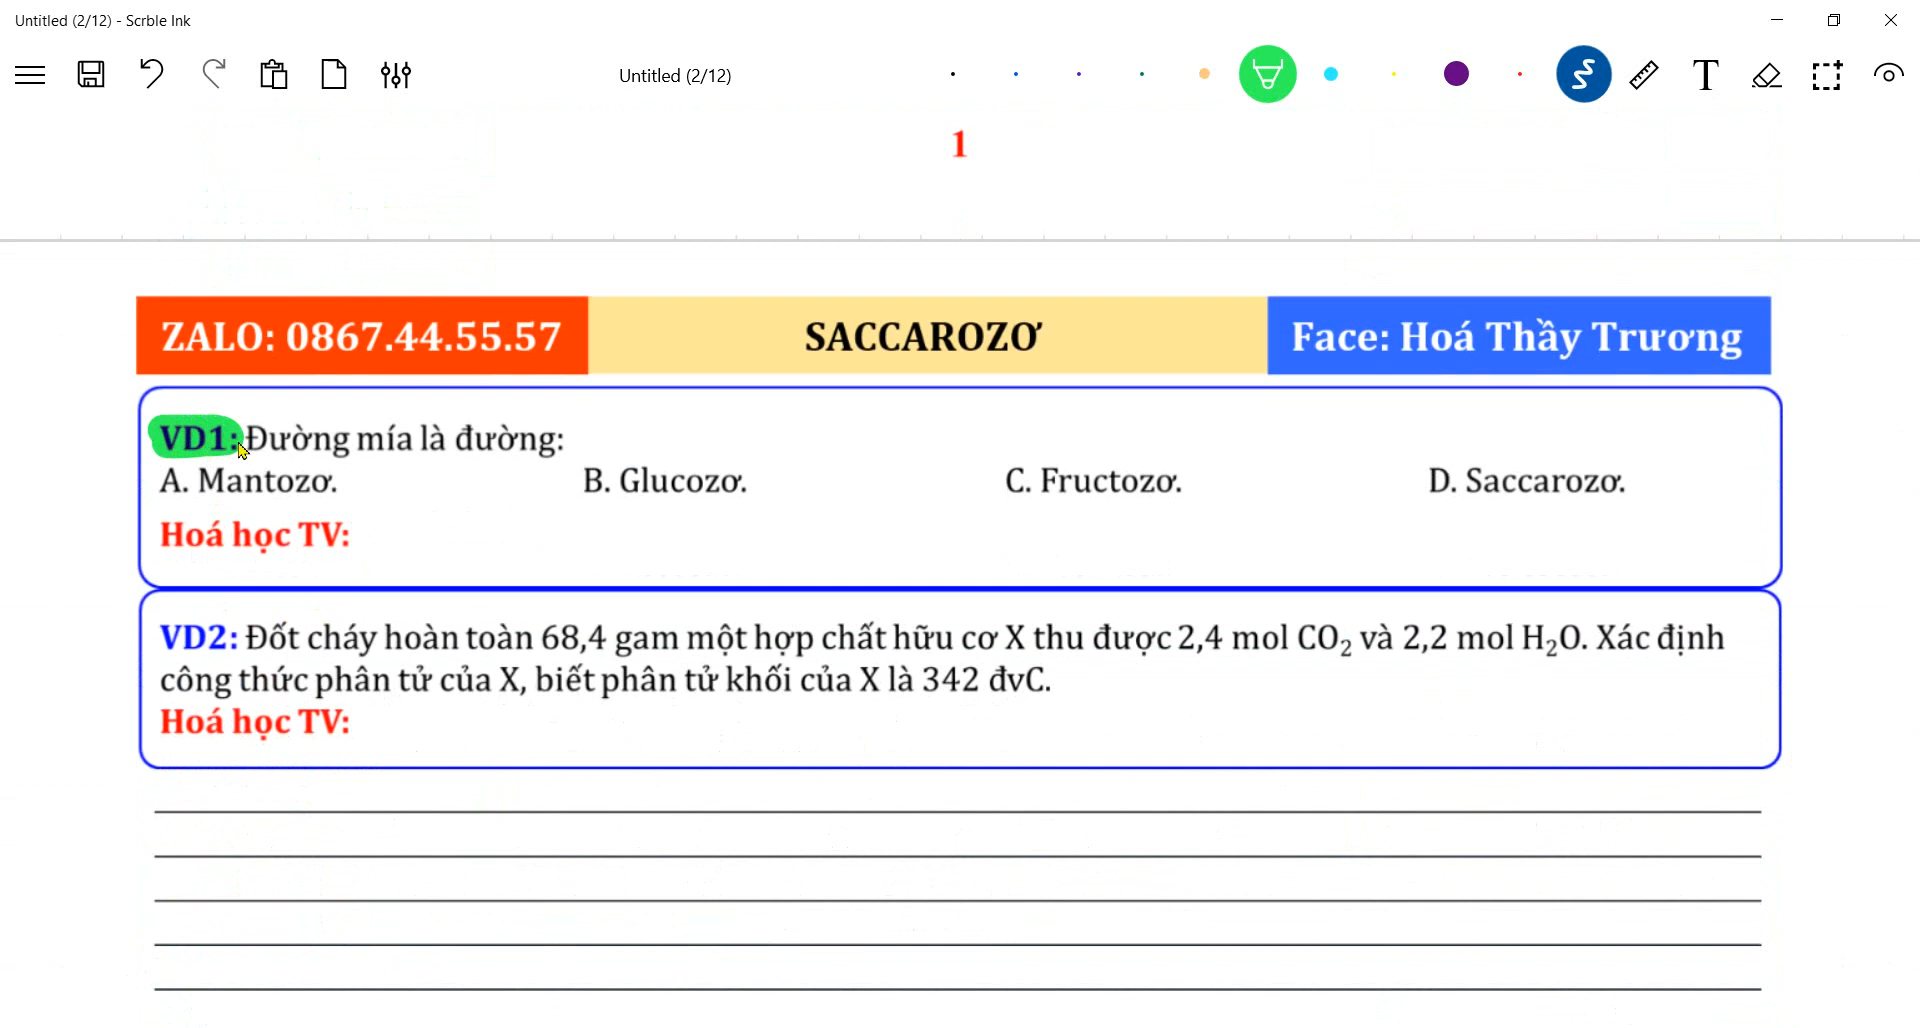 Untitled (2/12) - Scrble Ink
Untitled (2/12)
T
1
ZALO: 0867.44.55.57
SACCAROZƠ
Face: Hoá Thầy Trương
VD1: Đường mía là đường:
A. Mantozơ. B. Glucozơ. C. Fructozơ. D. Saccarozơ.
Hoá học TV:
VD2: Đốt cháy hoàn toàn 68,4 gam một hợp chất hữu cơ X thu được 2,4 mol CO₂ và 2,2 mol H₂O. Xác định
công thức phân tử của X, biết phân tử khối của X là 342 đvC.
Hoá học TV: